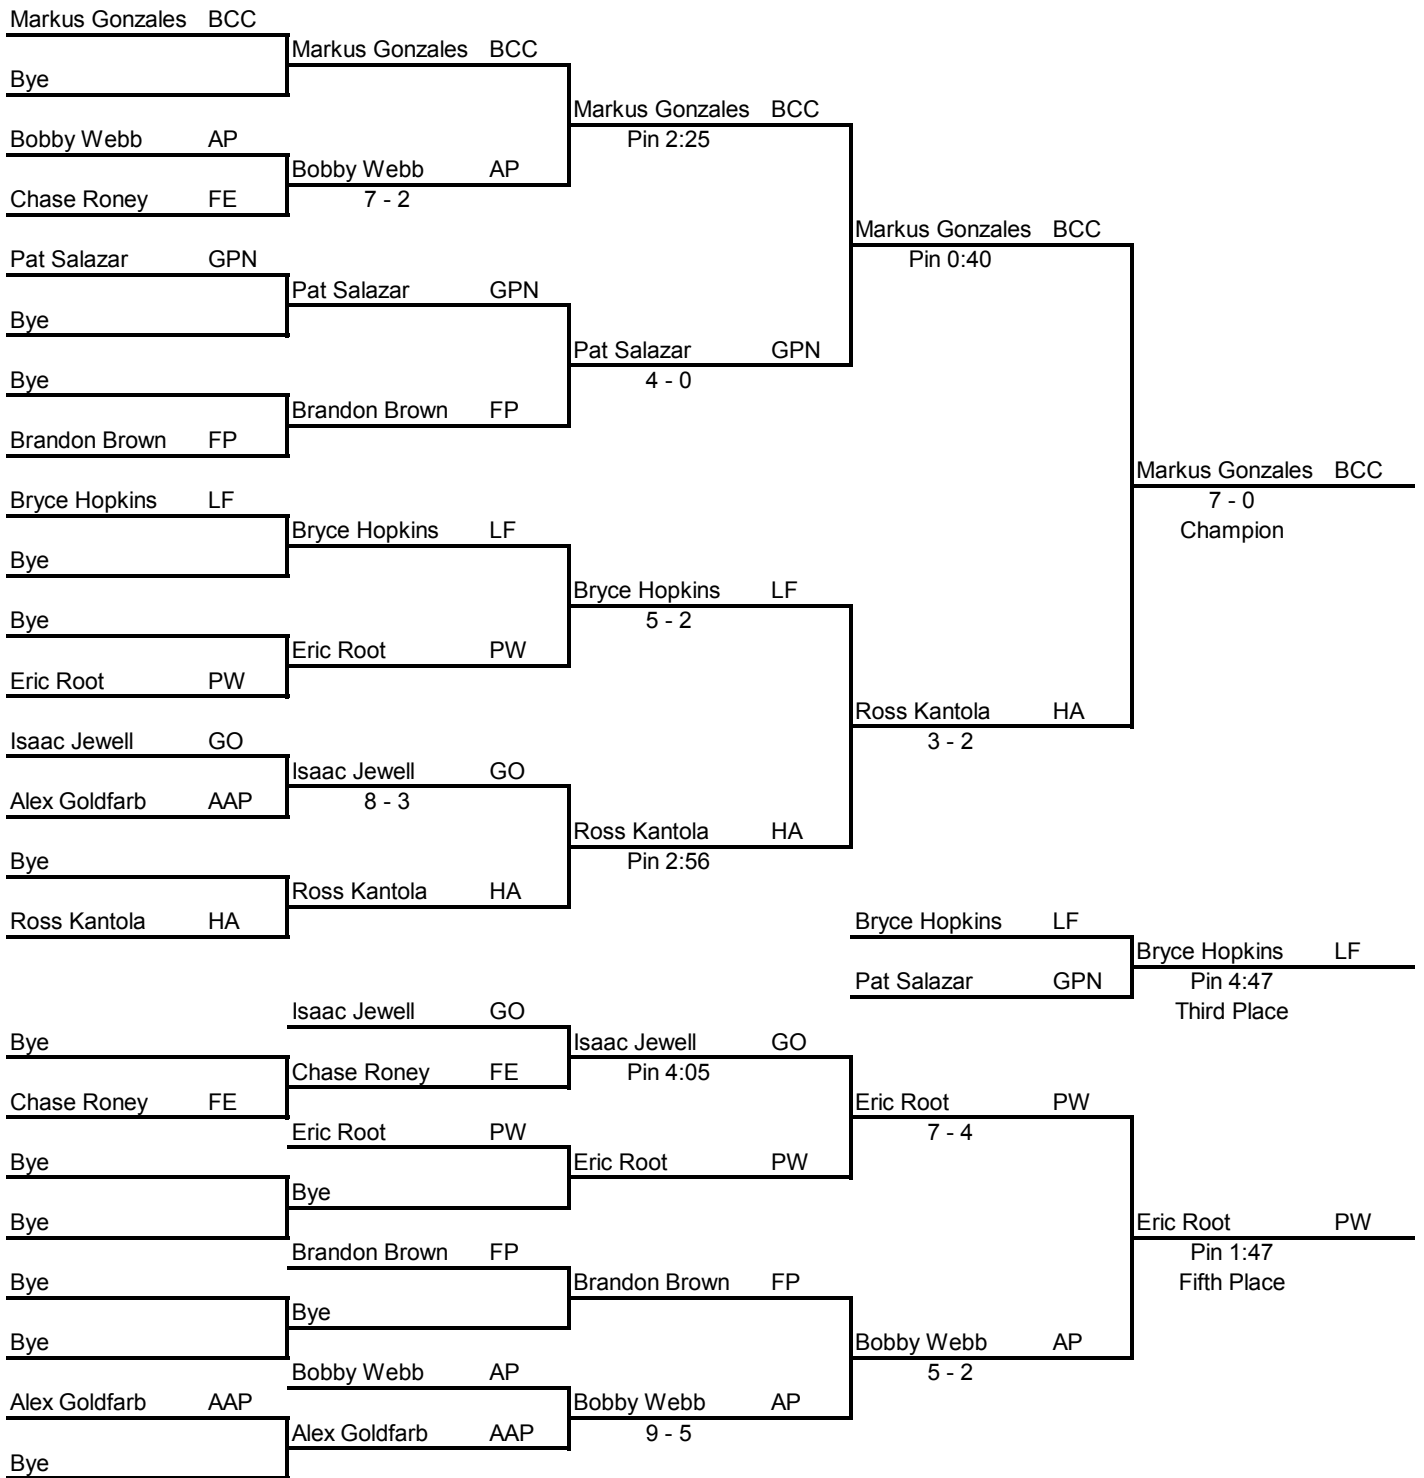 Markus Gonzales BCC
Markus Gonzales BCC
Bye
Markus Gonzales BCC
Bobby Webb AP
Pin 2:25
Bobby Webb AP
Chase Roney FE
7 - 2
Markus Gonzales BCC
Pat Salazar GPN
Pin 0:40
Pat Salazar GPN
Bye
Pat Salazar GPN
Bye
4 - 0
Brandon Brown FP
Brandon Brown FP
Markus Gonzales BCC
Bryce Hopkins LF
7 - 0
Bryce Hopkins LF
Champion
Bye
Bryce Hopkins LF
Bye
5 - 2
Eric Root PW
Eric Root PW
Ross Kantola HA
Isaac Jewell GO
3 - 2
Isaac Jewell GO
Alex Goldfarb AAP
8 - 3
Ross Kantola HA
Bye
Pin 2:56
Ross Kantola HA
Ross Kantola HA
Bryce Hopkins LF
Bryce Hopkins LF
Pat Salazar GPN
Pin 4:47
Isaac Jewell GO
Third Place
Bye
Isaac Jewell GO
Chase Roney FE
Pin 4:05
Chase Roney FE
Eric Root PW
Eric Root PW
7 - 4
Bye
Eric Root PW
Bye
Bye
Eric Root PW
Brandon Brown FP
Pin 1:47
Bye
Brandon Brown FP
Fifth Place
Bye
Bye
Bobby Webb AP
Bobby Webb AP
5 - 2
Alex Goldfarb AAP
Bobby Webb AP
Alex Goldfarb AAP
9 - 5
Bye